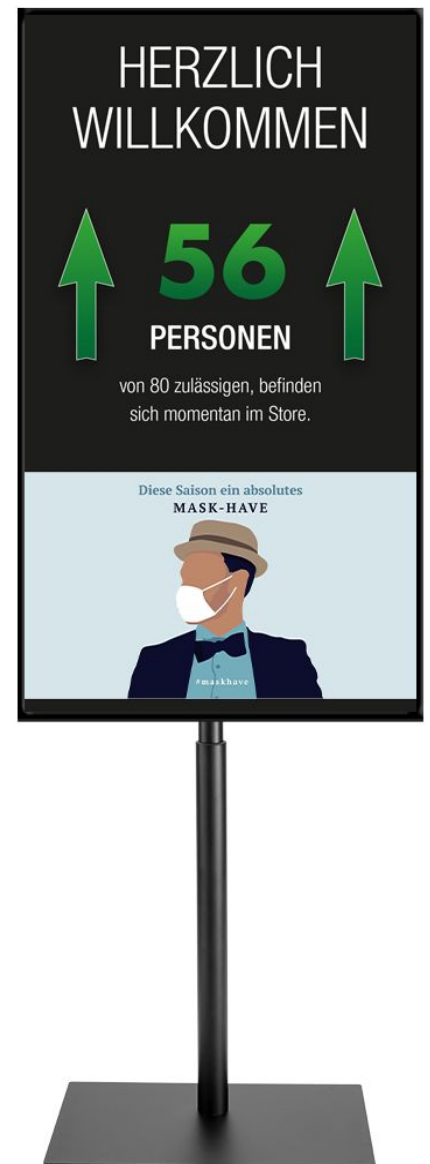 HERZLICH
WILLKOMMEN
56
PERSONEN
von 80 zulässigen, befinden
sich momentan im Store.
Diese Saison ein absolutes
MASK-HAVE
#maskhave